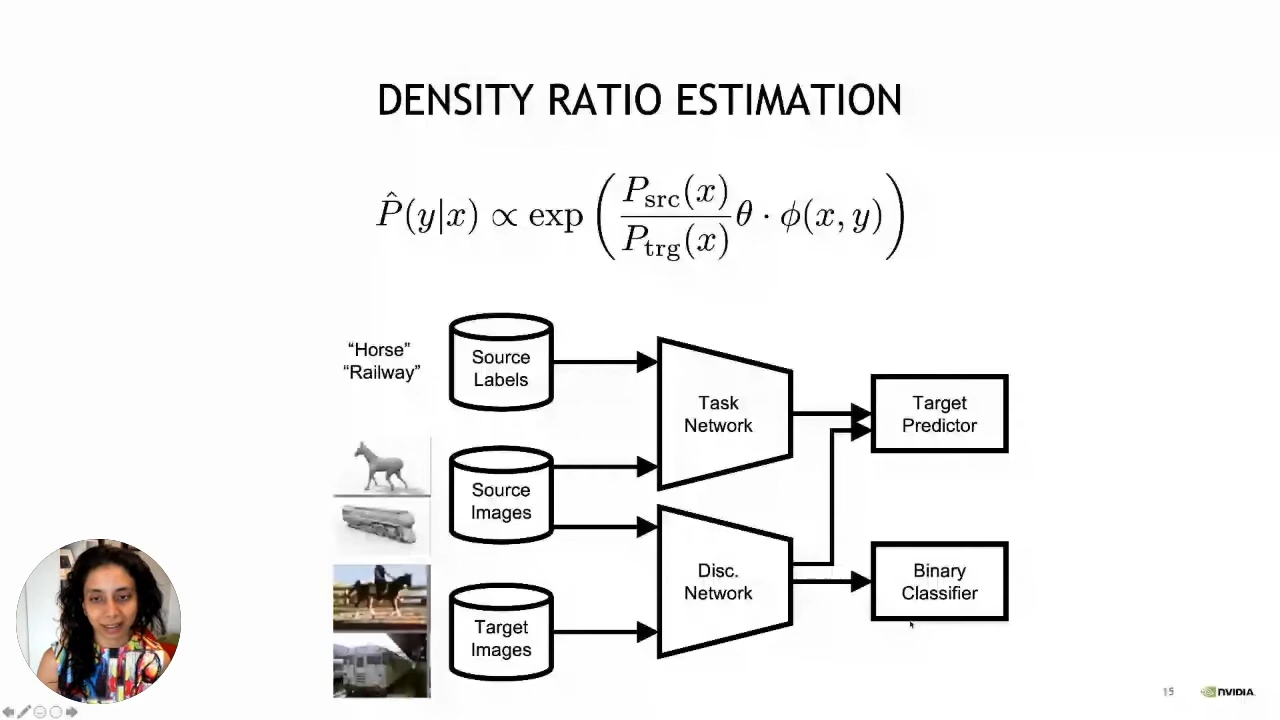 DENSITY RATIO ESTIMATION
P̂(y|x) ∝ exp ( P_src(x) / P_trg(x) θ · ϕ(x, y) )
“Horse”
“Railway”
Source
Labels
Source
Images
Target
Images
Task
Network
Disc.
Network
Target
Predictor
Binary
Classifier
15
NVIDIA